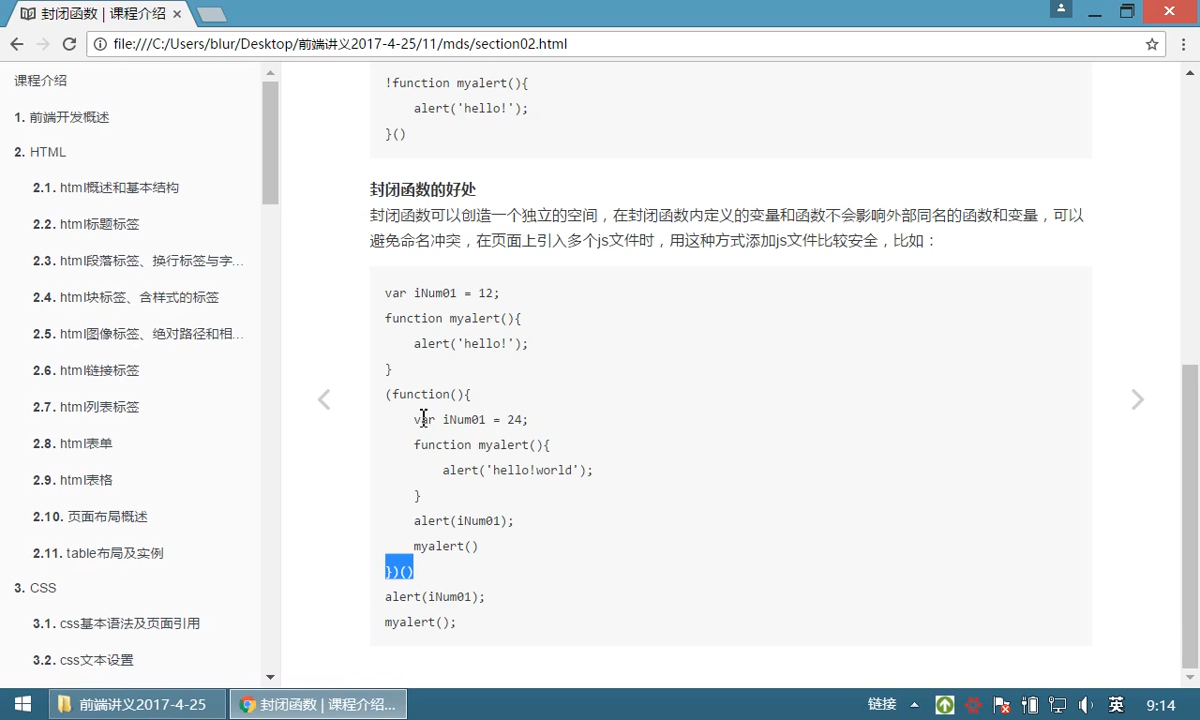 封闭函数 | 课程介绍
file:///C:/Users/blur/Desktop/前端讲义2017-4-25/11/mds/section02.html
课程介绍
1. 前端开发概述
2. HTML
2.1. html概述和基本结构
2.2. html标题标签
2.3. html段落标签、换行标签与字...
2.4. html块标签、含样式的标签
2.5. html图像标签、绝对路径和相...
2.6. html链接标签
2.7. html列表标签
2.8. html表单
2.9. html表格
2.10. 页面布局概述
2.11. table布局及实例
3. CSS
3.1. css基本语法及页面引用
3.2. css文本设置
!function myalert(){
alert('hello!');
}()
封闭函数的好处
封闭函数可以创造一个独立的空间，在封闭函数内定义的变量和函数不会影响外部同名的函数和变量，可以
避免命名冲突，在页面上引入多个js文件时，用这种方式添加js文件比较安全，比如：
var iNum01 = 12;
function myalert(){
alert('hello!');
}
(function(){
var iNum01 = 24;
function myalert(){
alert('hello!world');
}
alert(iNum01);
myalert()
})()
alert(iNum01);
myalert();
前端讲义2017-4-25
封闭函数 | 课程介绍...
链接
英
9:14